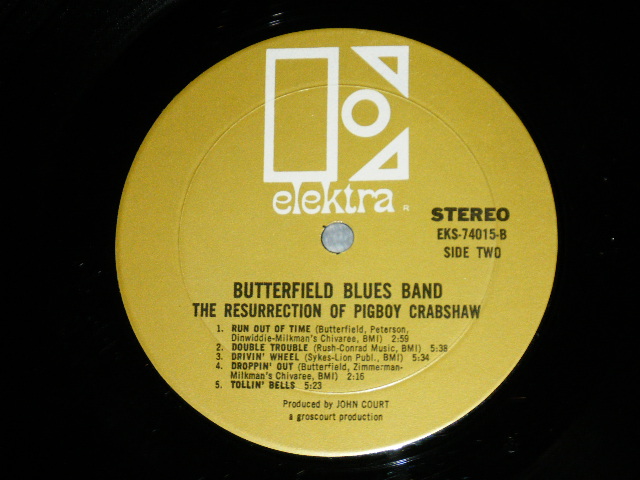 elektra
R
STEREO
EKS-74015-B
SIDE TWO
BUTTERFIELD BLUES BAND
THE RESURRECTION OF PIGBOY CRABSHAW
1. RUN OUT OF TIME (Butterfield, Peterson,
Dinwiddie-Milkman's Chivaree, BMI) 2:59
2. DOUBLE TROUBLE (Rush-Conrad Music, BMI) 5:38
3. DRIVIN' WHEEL (Sykes-Lion Publ., BMI) 5:34
4. DROPPIN' OUT (Butterfield, Zimmerman-
Milkman's Chivaree, BMI) 2:16
5. TOLLIN' BELLS 5:23
Produced by JOHN COURT
a groscourt production